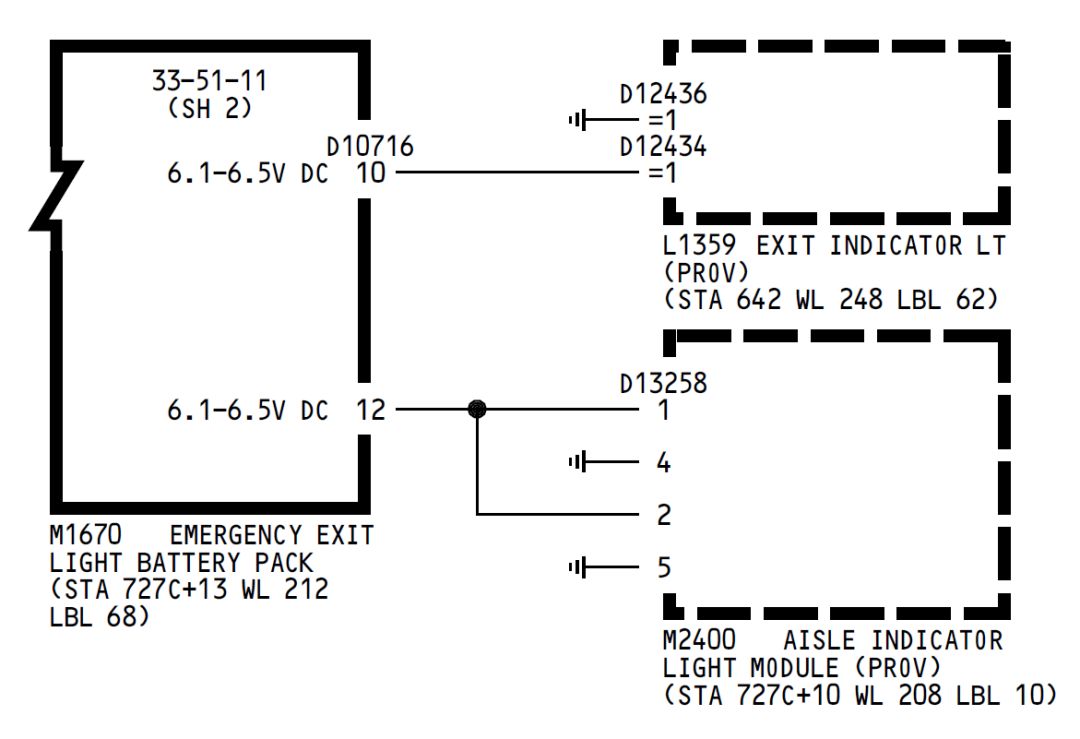 33-51-11
(SH 2)
D10716
6.1-6.5V DC 10
6.1-6.5V DC 12
M1670 EMERGENCY EXIT
LIGHT BATTERY PACK
(STA 727C+13 WL 212
LBL 68)
D12436
=1
D12434
=1
L1359 EXIT INDICATOR LT
(PROV)
(STA 642 WL 248 LBL 62)
D13258
1
4
2
5
M2400 AISLE INDICATOR
LIGHT MODULE (PROV)
(STA 727C+10 WL 208 LBL 10)